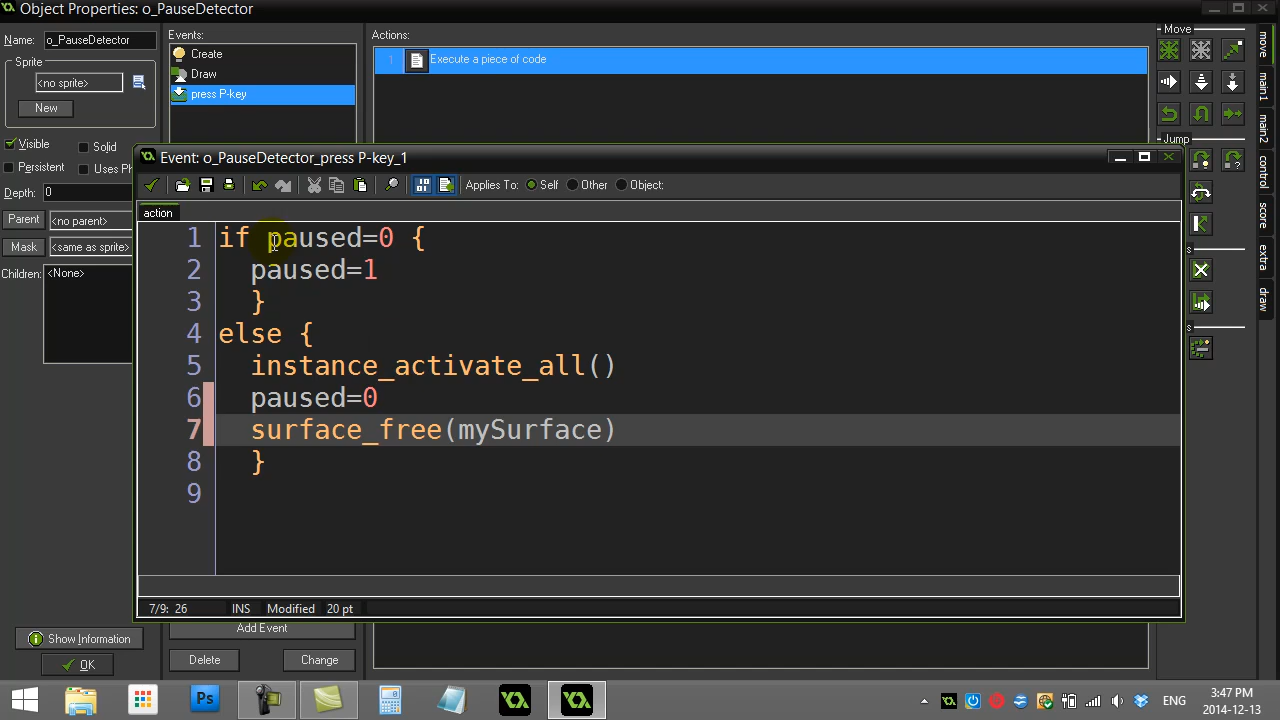 Object Properties: o_PauseDetector
Name: o_PauseDetector
Sprite
<no sprite>
New
Visible
Solid
Persistent
Uses Ph
Depth: 0
Parent
<no parent>
Mask
<same as sprite>
Children:
<None>
Show Information
OK
Events:
Create
Draw
press P-key
Add Event
Delete
Change
Actions:
1 Execute a piece of code
Event: o_PauseDetector_press P-key_1
Applies To: Self Other Object:
action
1 if paused=0 {
2 paused=1
3 }
4 else {
5 instance_activate_all()
6 paused=0
7 surface_free(mySurface)
8 }
9
7/9: 26 INS Modified 20 pt
Move
Jump
s
s
move
main1
main2
control
score
extra
draw
Ps
ENG
3:47 PM
2014-12-13